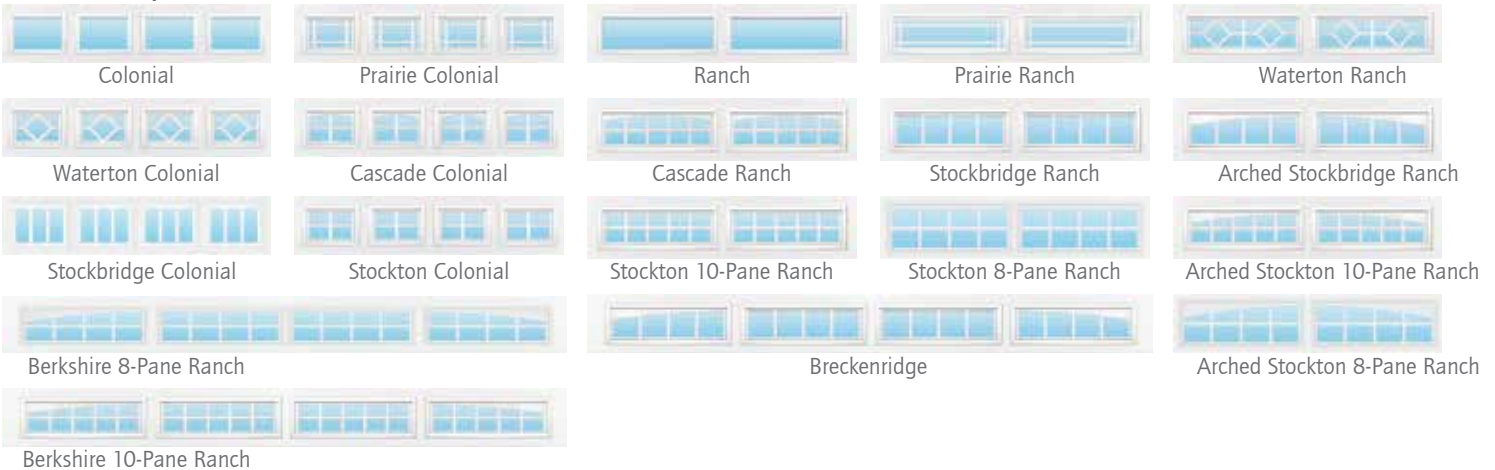 Colonial
Prairie Colonial
Ranch
Prairie Ranch
Waterton Ranch
Waterton Colonial
Cascade Colonial
Cascade Ranch
Stockbridge Ranch
Arched Stockbridge Ranch
Stockbridge Colonial
Stockton Colonial
Stockton 10-Pane Ranch
Stockton 8-Pane Ranch
Arched Stockton 10-Pane Ranch
Berkshire 8-Pane Ranch
Breckenridge
Arched Stockton 8-Pane Ranch
Berkshire 10-Pane Ranch